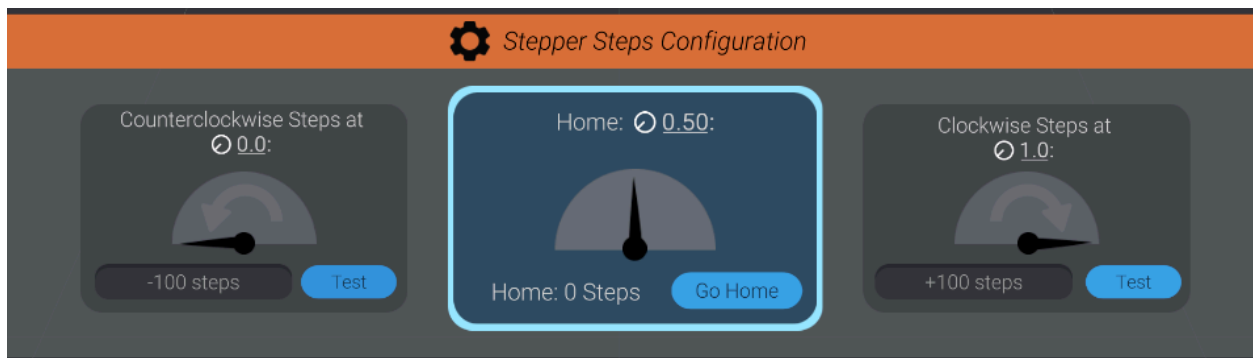 Stepper Steps Configuration
Counterclockwise Steps at
0.0:
-100 steps
Test
Home: 0.50:
Home: 0 Steps
Go Home
Clockwise Steps at
1.0:
+100 steps
Test